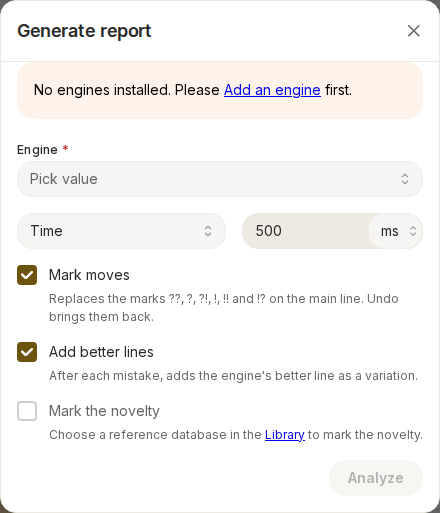 Generate report
No engines installed. Please Add an engine first.
Engine *
Pick value
Time
500
ms
Mark moves
Replaces the marks ??, ?, ?!, !, !! and !? on the main line. Undo
brings them back.
Add better lines
After each mistake, adds the engine's better line as a variation.
Mark the novelty
Choose a reference database in the Library to mark the novelty.
Analyze